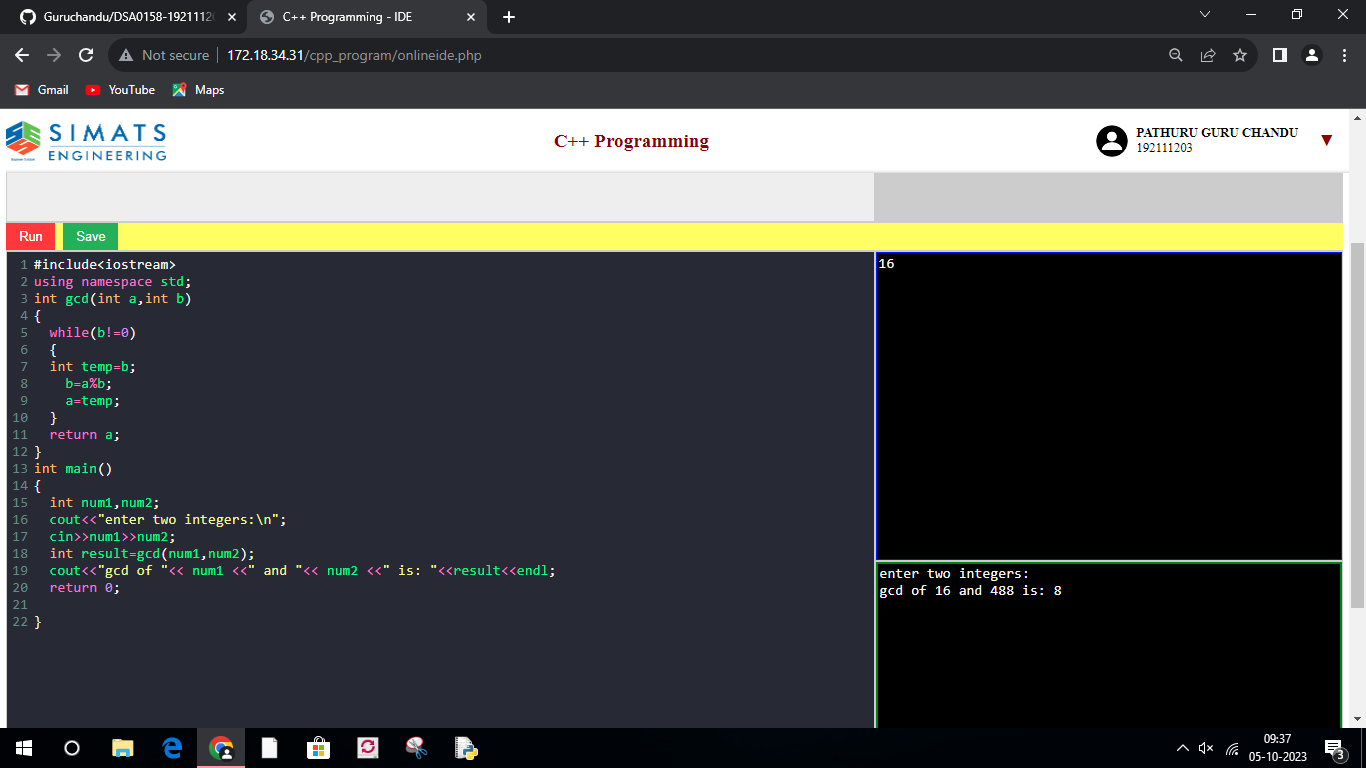 Guruchandu/DSA0158-1921112
C++ Programming - IDE
Not secure
172.18.34.31/cpp_program/onlineide.php
Gmail
YouTube
Maps
SIMATS
ENGINEERING
C++ Programming
PATHURU GURU CHANDU
192111203
Run
Save
1 #include<iostream>
2 using namespace std;
3 int gcd(int a,int b)
4 {
5   while(b!=0)
6   {
7   int temp=b;
8     b=a%b;
9     a=temp;
10   }
11   return a;
12 }
13 int main()
14 {
15   int num1,num2;
16   cout<<"enter two integers:\n";
17   cin>>num1>>num2;
18   int result=gcd(num1,num2);
19   cout<<"gcd of "<< num1 <<" and "<< num2 <<" is: "<<result<<endl;
20   return 0;
21
22 }
16
enter two integers:
gcd of 16 and 488 is: 8
09:37
05-10-2023
3